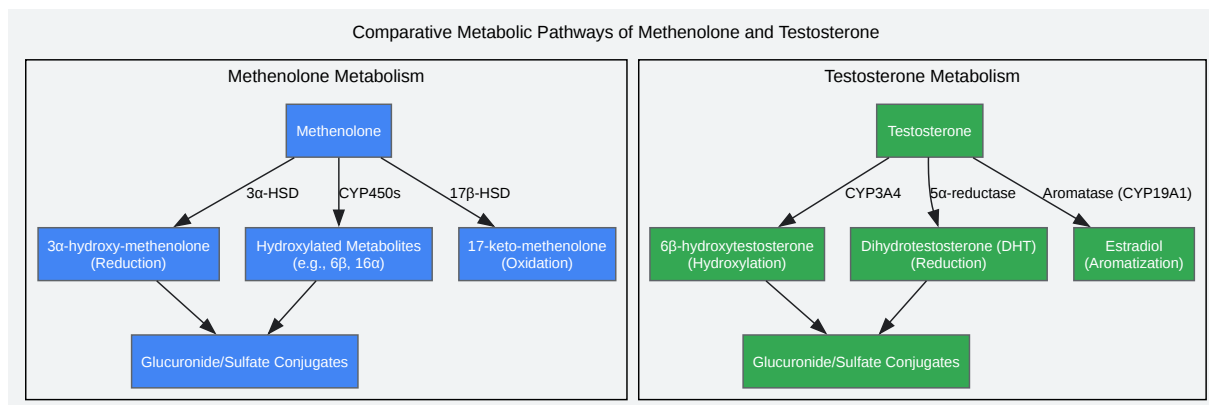 Comparative Metabolic Pathways of Methenolone and Testosterone
Methenolone Metabolism
Methenolone
3α-HSD
CYP450s
17β-HSD
3α-hydroxy-methenolone
(Reduction)
Hydroxylated Metabolites
(e.g., 6β, 16α)
17-keto-methenolone
(Oxidation)
Glucuronide/Sulfate Conjugates
Testosterone Metabolism
Testosterone
CYP3A4
5α-reductase
Aromatase (CYP19A1)
6β-hydroxytestosterone
(Hydroxylation)
Dihydrotestosterone (DHT)
(Reduction)
Estradiol
(Aromatization)
Glucuronide/Sulfate Conjugates